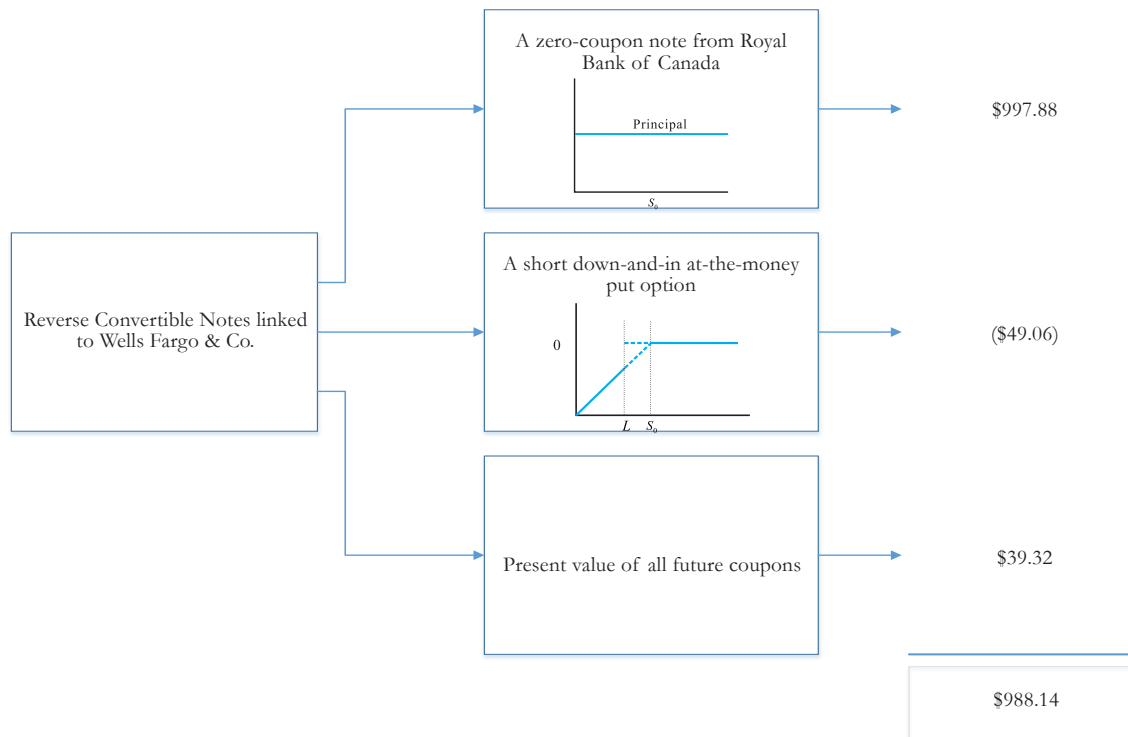 A zero-coupon note from Royal
Bank of Canada
Principal
S₀
$997.88
Reverse Convertible Notes linked
to Wells Fargo & Co.
A short down-and-in at-the-money
put option
0
L S₀
($49.06)
Present value of all future coupons
$39.32
$988.14